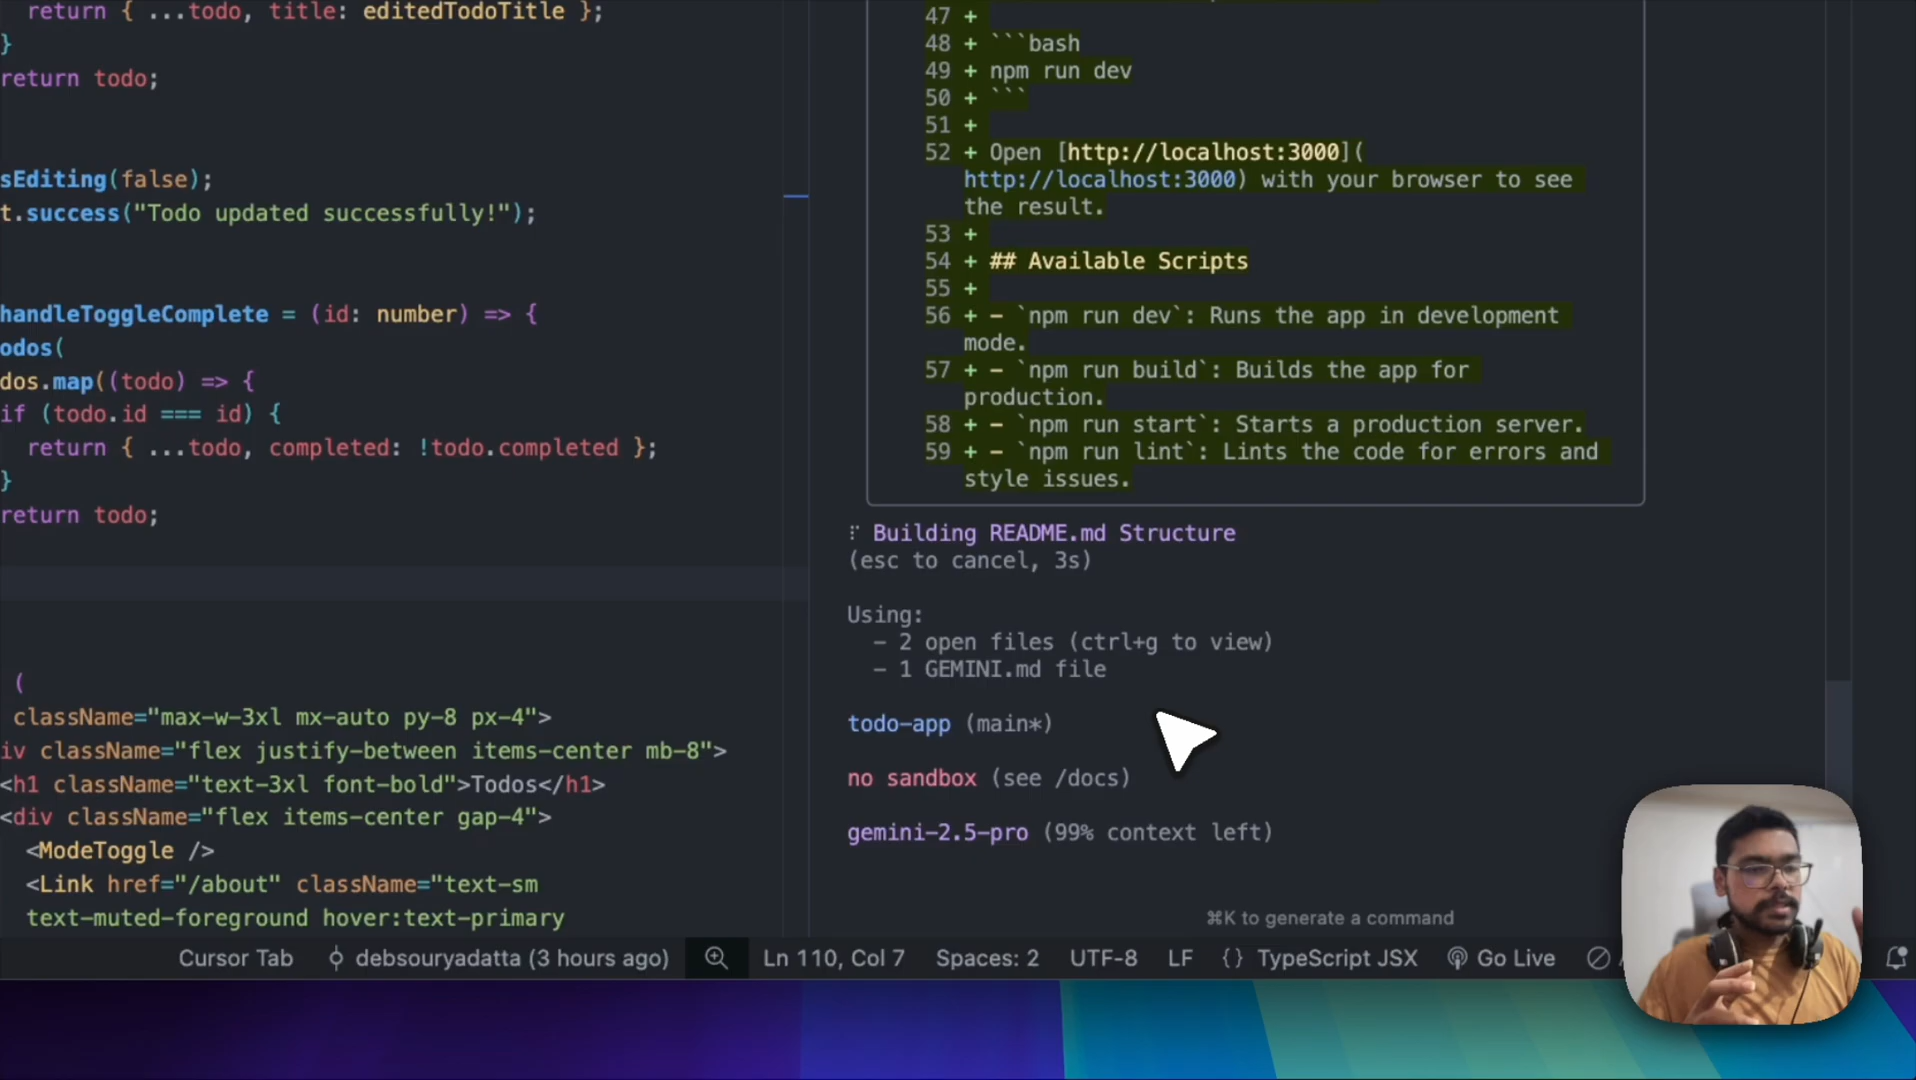 return { ...todo, title: editedTodoTitle };
}
return todo;
sEditing(false);
t.success("Todo updated successfully!");
handleToggleComplete = (id: number) => {
odos(
dos.map((todo) => {
if (todo.id === id) {
return { ...todo, completed: !todo.completed };
}
return todo;
(
className="max-w-3xl mx-auto py-8 px-4">
iv className="flex justify-between items-center mb-8">
<h1 className="text-3xl font-bold">Todos</h1>
<div className="flex items-center gap-4">
<ModeToggle />
<Link href="/about" className="text-sm
text-muted-foreground hover:text-primary
47 +
48 + ```bash
49 + npm run dev
50 + ```
51 +
52 + Open [http://localhost:3000](
http://localhost:3000) with your browser to see
the result.
53 +
54 + ## Available Scripts
55 +
56 + - `npm run dev`: Runs the app in development
mode.
57 + - `npm run build`: Builds the app for
production.
58 + - `npm run start`: Starts a production server.
59 + - `npm run lint`: Lints the code for errors and
style issues.
Building README.md Structure
(esc to cancel, 3s)
Using:
- 2 open files (ctrl+g to view)
- 1 GEMINI.md file
todo-app (main*)
no sandbox (see /docs)
gemini-2.5-pro (99% context left)
⌘K to generate a command
Cursor Tab debsouryadatta (3 hours ago) Ln 110, Col 7 Spaces: 2 UTF-8 LF {} TypeScript JSX Go Live